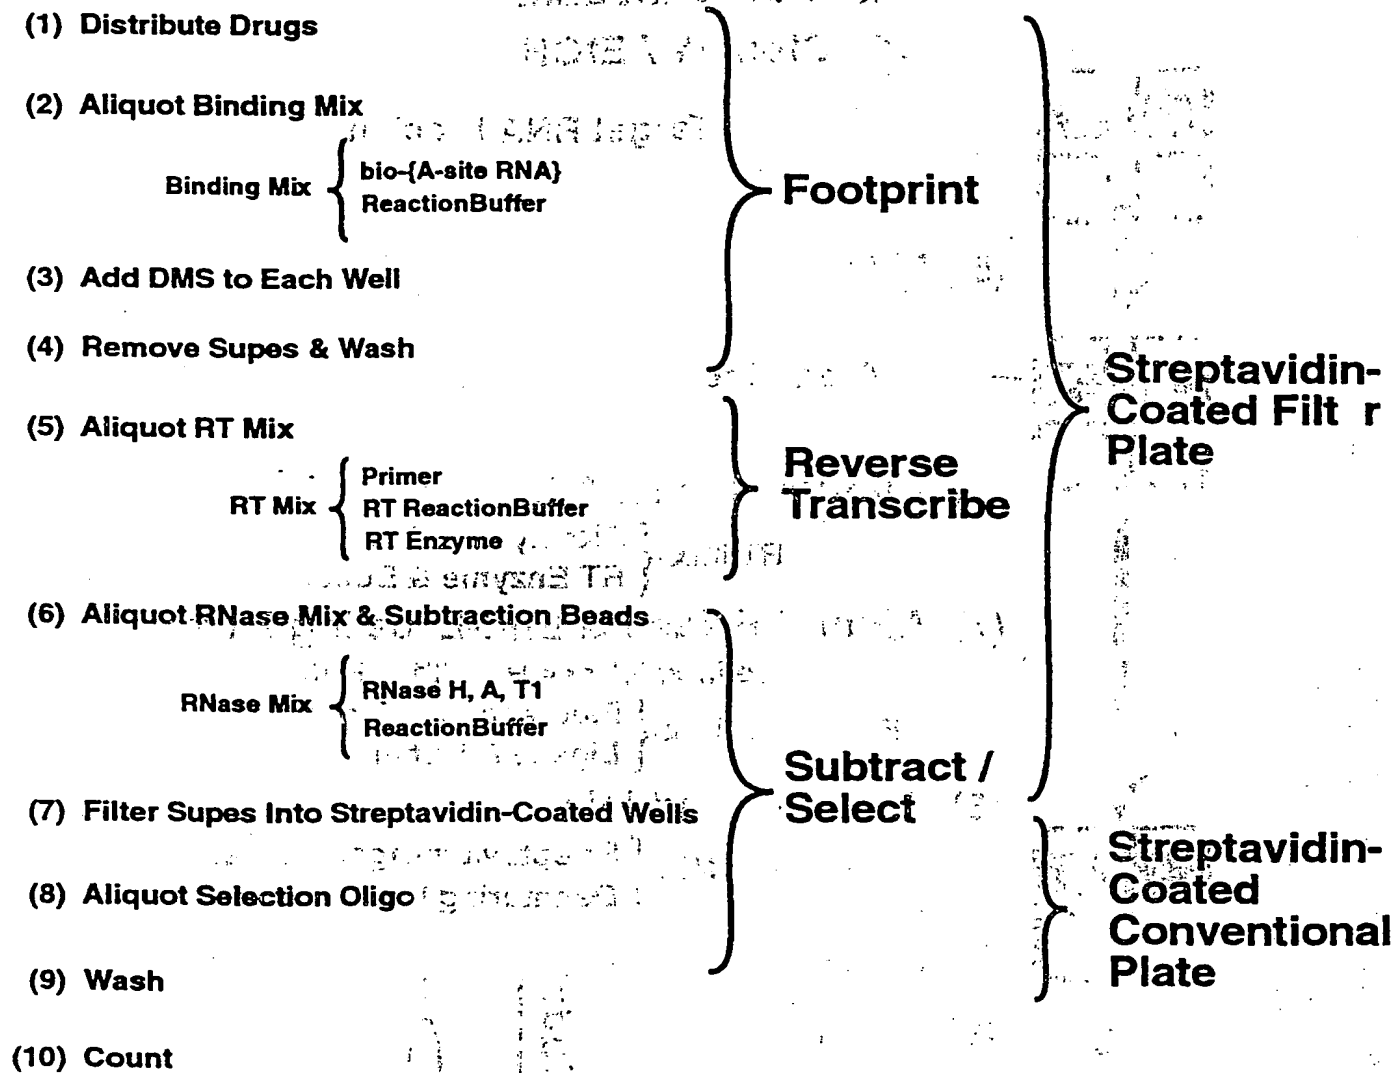 (1) Distribute Drugs
(2) Aliquot Binding Mix
Binding Mix
bio-{A-site RNA}
ReactionBuffer
(3) Add DMS to Each Well
(4) Remove Supes & Wash
Footprint
(5) Aliquot RT Mix
RT Mix
Primer
RT ReactionBuffer
RT Enzyme
Reverse
Transcribe
(6) Aliquot RNase Mix & Subtraction Beads
RNase Mix
RNase H, A, T1
ReactionBuffer
(7) Filter Supes Into Streptavidin-Coated Wells
(8) Aliquot Selection Oligo
(9) Wash
Subtract /
Select
(10) Count
Streptavidin-
Coated Filt r
Plate
Streptavidin-
Coated
Conventional
Plate